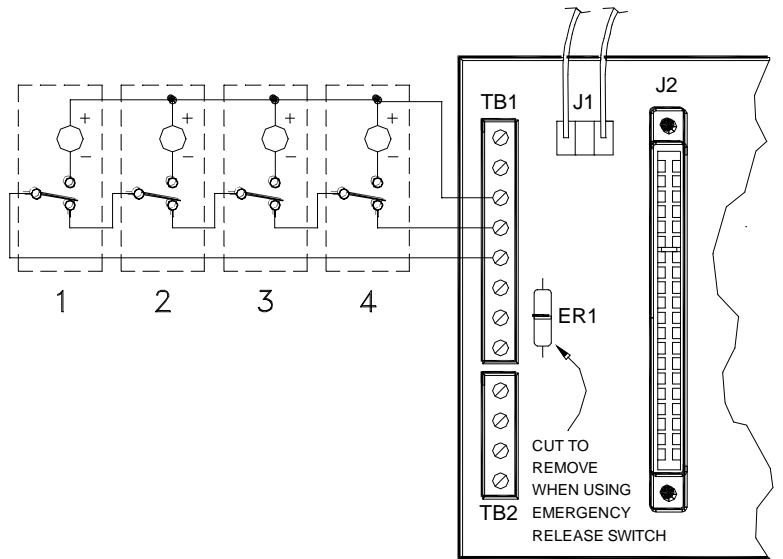 TB1
J1
J2
+
+
+
+
−
−
−
−
1
2
3
4
ER1
CUT TO
REMOVE
WHEN USING
EMERGENCY
RELEASE SWITCH
TB2